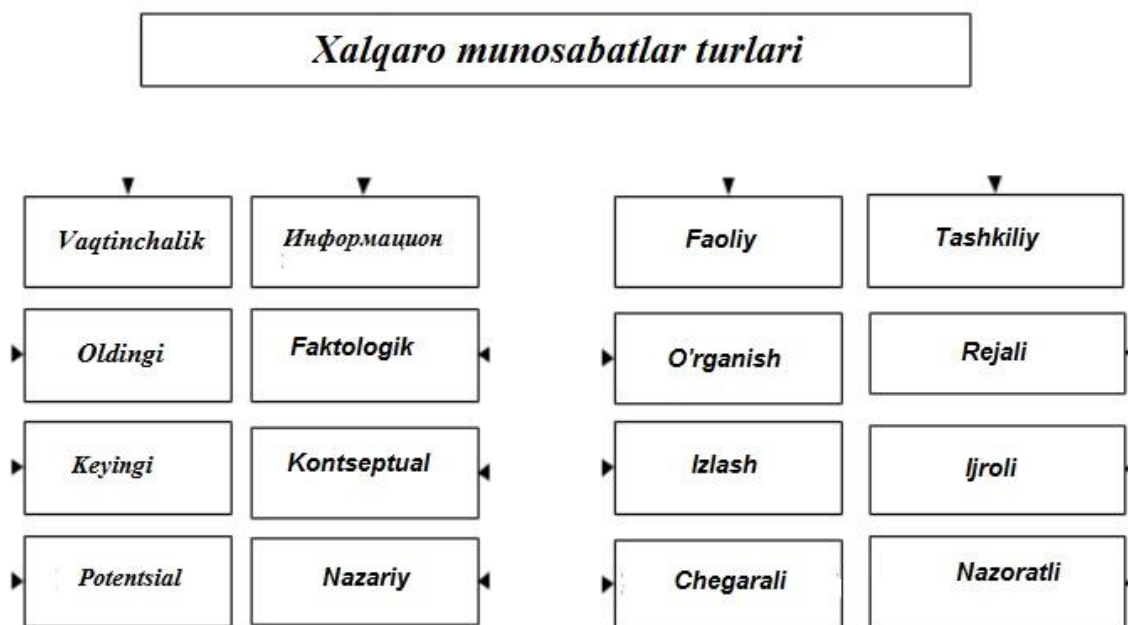 Xalqaro munosabatlar turlari
Vaqtinchalik
Информацион
Faoliy
Tashkiliy
Oldingi
Faktologik
O'rganish
Rejali
Keyingi
Kontseptual
Izlash
Ijroli
Potentsial
Nazariy
Chegarali
Nazoratli